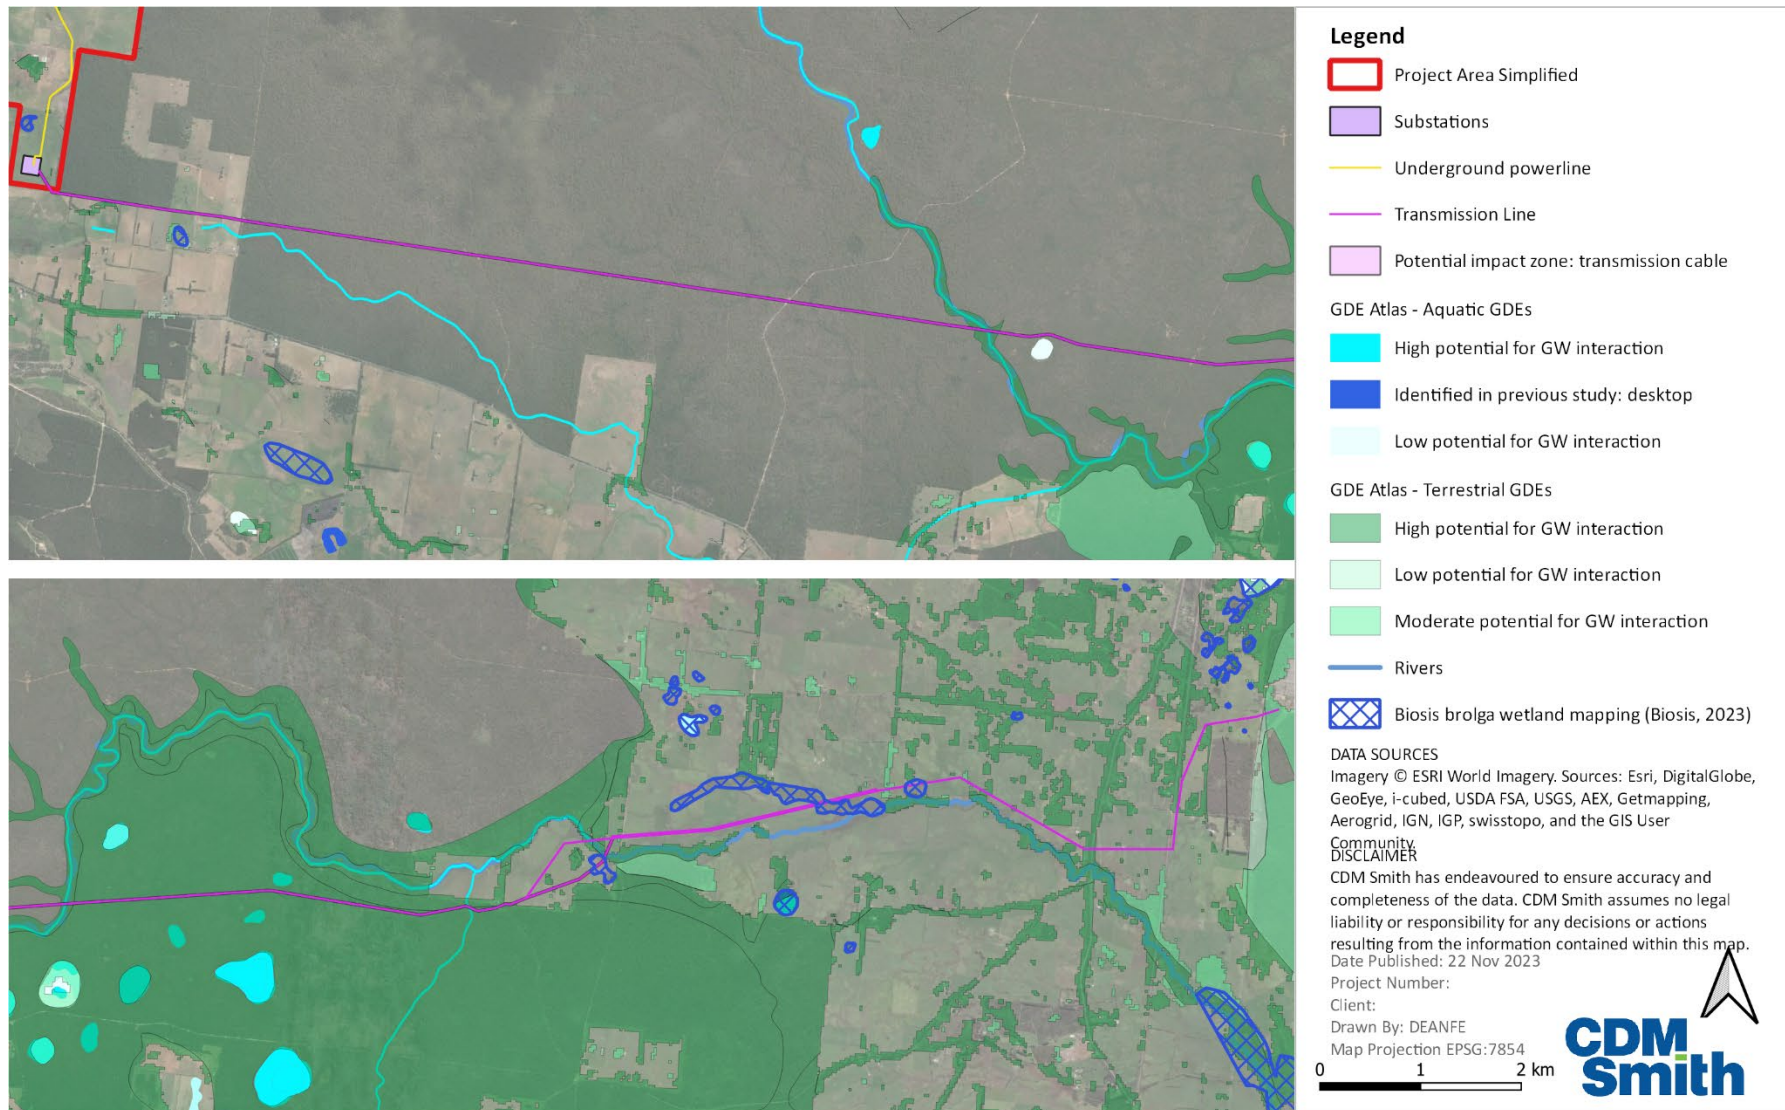 Legend
Project Area Simplified
Substations
Underground powerline
Transmission Line
Potential impact zone: transmission cable
GDE Atlas - Aquatic GDEs
High potential for GW interaction
Identified in previous study: desktop
Low potential for GW interaction
GDE Atlas - Terrestrial GDEs
High potential for GW interaction
Low potential for GW interaction
Moderate potential for GW interaction
Rivers
Biosis brolga wetland mapping (Biosis, 2023)
DATA SOURCES
Imagery © ESRI World Imagery. Sources: Esri, DigitalGlobe,
GeoEye, i-cubed, USDA FSA, USGS, AEX, Getmapping,
Aerogrid, IGN, IGP, swisstopo, and the GIS User
Community.
DISCLAIMER
CDM Smith has endeavoured to ensure accuracy and
completeness of the data. CDM Smith assumes no legal
liability or responsibility for any decisions or actions
resulting from the information contained within this map.
Date Published: 22 Nov 2023
Project Number:
Client:
Drawn By: DEANFE
Map Projection EPSG:7854
0 1 2 km
CDM
Smith